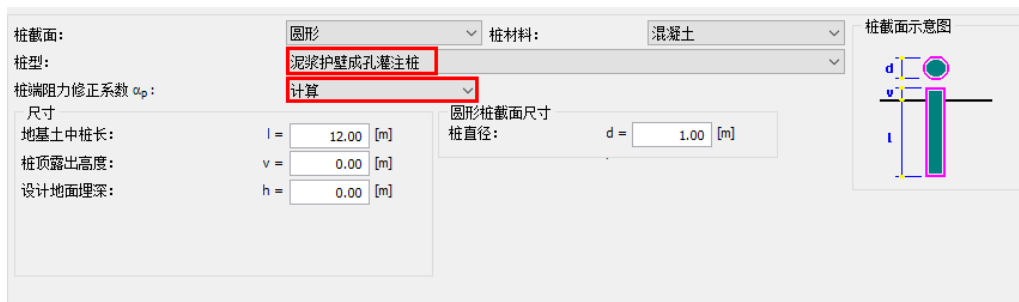 桩截面: 圆形 桩材料: 混凝土 桩截面示意图
桩型: 泥浆护壁成孔灌注桩
桩端阻力修正系数 αp: 计算
尺寸 圆形桩截面尺寸
地基土中桩长: l = 12.00 [m] 桩直径: d = 1.00 [m]
桩顶露出高度: v = 0.00 [m]
设计地面埋深: h = 0.00 [m]
d
v
l